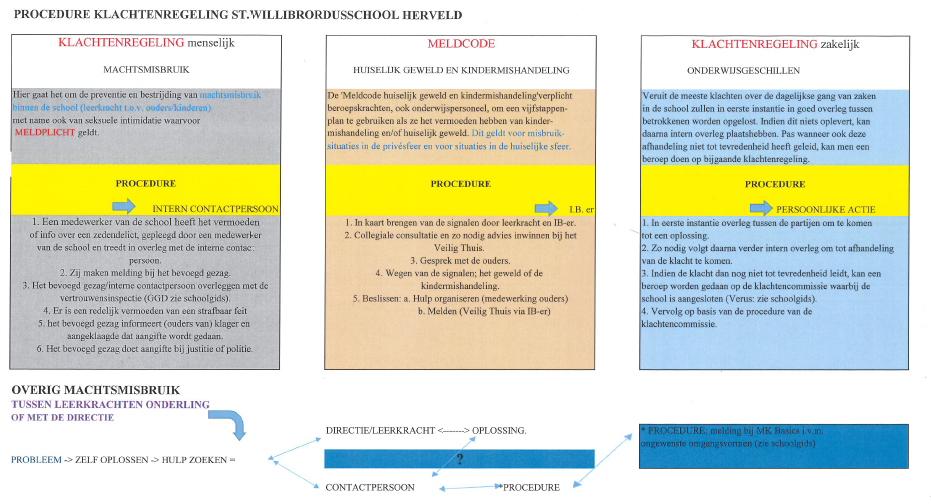 PROCEDURE KLACHTENREGELING ST.WILLIBRORDUSSCHOOL HERVELD
KLACHTENREGELING menselijk
MACHTSMISBRUIK
Hier gaat het om de preventie en bestrijding van machtsmisbruik
binnen de school (leerkracht t.o.v. ouders/kinderen)
met name ook van seksuele intimidatie waarvoor
MELDPLICHT geldt.
PROCEDURE
INTERN CONTACTPERSOON
1. Een medewerker van de school heeft het vermoeden
of info over een zedendelict, gepleegd door een medewerker
van de school en treedt in overleg met de interne contac:
persoon.
2. Zij maken melding bij het bevoegd gezag.
3. Het bevoegd gezag/interne contactpersoon overleggen met de
vertrouwensinspectie (GGD zie schoolgids).
4. Er is een redelijk vermoeden van een strafbaar feit
5. het bevoegd gezag informeert (ouders van) klager en
aangeklaagde dat aangifte wordt gedaan.
6. Het bevoegd gezag doet aangifte bij justitie of politie.
MELDCODE
HUISELIJK GEWELD EN KINDERMISHANDELING
De 'Meldcode huiselijk geweld en kindermishandeling'verplicht
beroepskrachten, ook onderwijspersoneel, om een vijfstappen-
plan te gebruiken als ze het vermoeden hebben van kinder-
mishandeling en/of huiselijk geweld. Dit geldt voor misbruik-
situaties in de privésfeer en voor situaties in de huiselijke sfeer.
PROCEDURE
I.B. er
1. In kaart brengen van de signalen door leerkracht en IB-er.
2. Collegiale consultatie en zo nodig advies inwinnen bij het
Veilig Thuis.
3. Gesprek met de ouders.
4. Wegen van de signalen; het geweld of de
kindermishandeling.
5. Beslissen: a. Hulp organiseren (medewerking ouders)
b. Melden (Veilig Thuis via IB-er)
KLACHTENREGELING zakelijk
ONDERWIJSGESCHILLEN
Veruit de meeste klachten over de dagelijkse gang van zaken
in de school zullen in eerste instantie in goed overleg tussen
betrokkenen worden opgelost. Indien dit niets oplevert, kan
daarna intern overleg plaatshebben. Pas wanneer ook deze
afhandeling niet tot tevredenheid heeft geleid, kan men een
beroep doen op bijgaande klachtenregeling.
PROCEDURE
PERSOONLIJKE ACTIE
1. In eerste instantie overleg tussen de partijen om te komen
tot een oplossing.
2. Zo nodig volgt daarna verder intern overleg om tot afhandeling
van de klacht te komen.
3. Indien de klacht dan nog niet tot tevredenheid leidt, kan een
beroep worden gedaan op de klachtencommissie waarbij de
school is aangesloten (Verus: zie schoolgids).
4. Vervolg op basis van de procedure van de
klachtencommissie.
OVERIG MACHTSMISBRUIK
TUSSEN LEERKRACHTEN ONDERLING
OF MET DE DIRECTIE
PROBLEEM -> ZELF OPLOSSEN -> HULP ZOEKEN =
DIRECTIE/LEERKRACHT <-------> OPLOSSING.
?
CONTACTPERSOON *PROCEDURE
* PROCEDURE: melding bij MK Basics i.v.m.
ongewenste omgangsvormen (zie schoolgids)